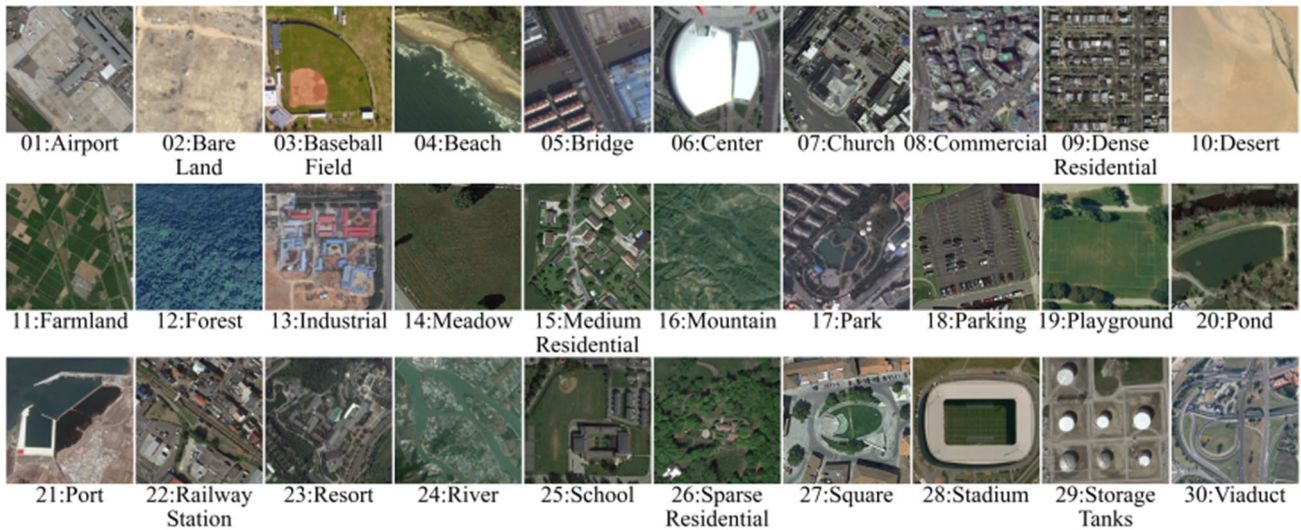 01:Airport 02:Bare 03:Baseball 04:Beach 05:Bridge 06:Center 07:Church 08:Commercial 09:Dense 10:Desert
Land Field Residential
11:Farmland 12:Forest 13:Industrial 14:Meadow 15:Medium 16:Mountain 17:Park 18:Parking 19:Playground 20:Pond
Residential
21:Port 22:Railway 23:Resort 24:River 25:School 26:Sparse 27:Square 28:Stadium 29:Storage 30:Viaduct
Station Residential Tanks